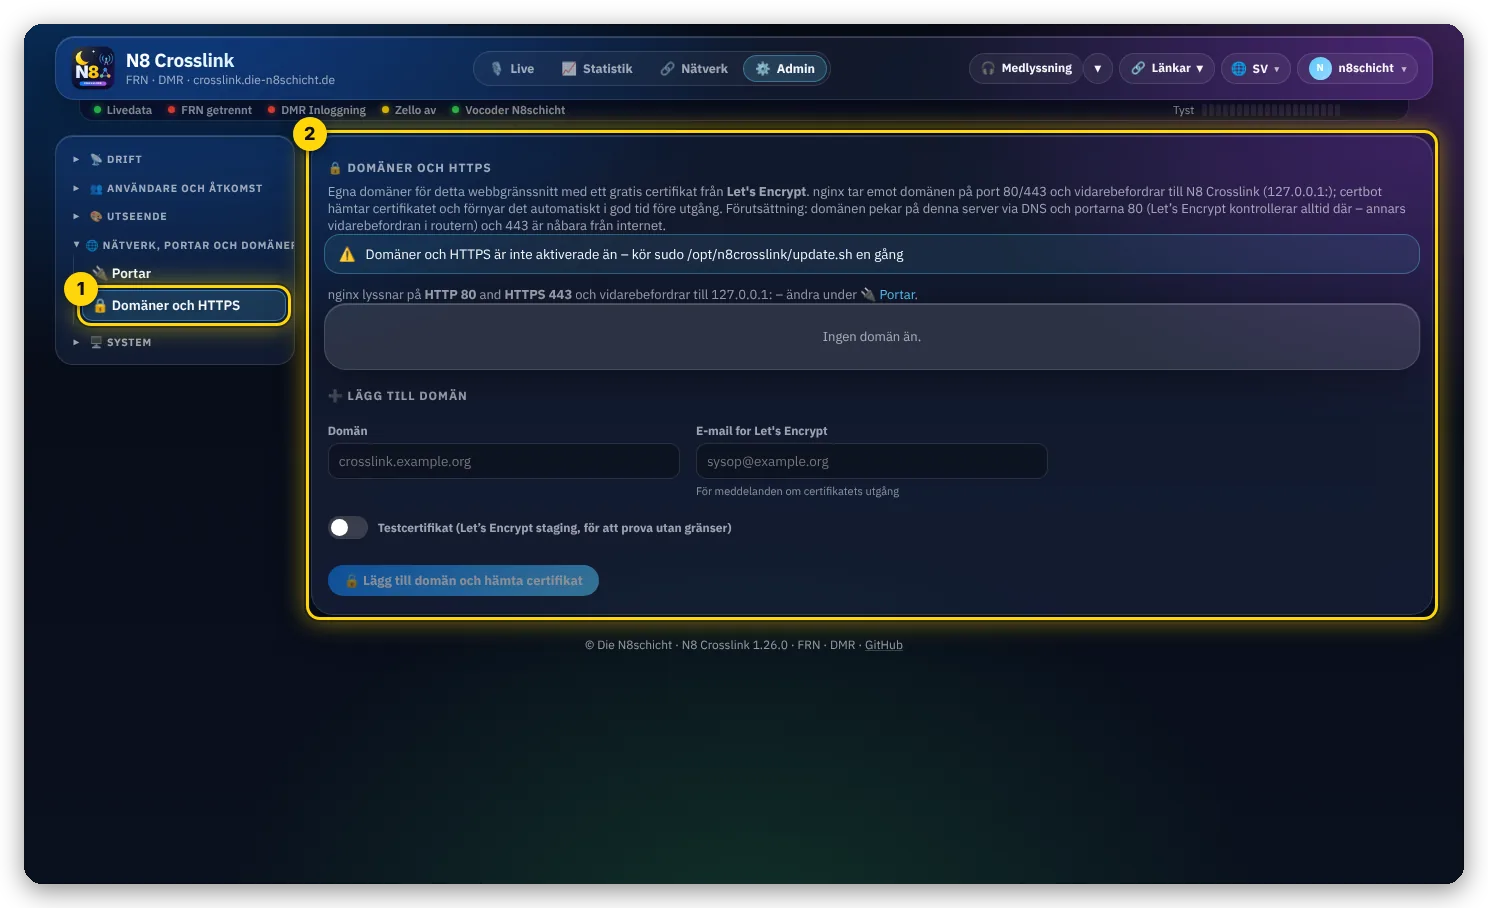 N8 Crosslink
FRN · DMR · crosslink.die-n8schicht.de
Live
Statistik
Nätverk
Admin
Medlyssning ▼
Länkar ▼
SV ▼
N n8schicht ▼
Livedata
FRN getrennt
DMR Inloggning
Zello av
Vocoder N8schicht
Tyst
DRIFT
ANVÄNDARE OCH ÅTKOMST
UTSEENDE
NÄTVERK, PORTAR OCH DOMÄNER
Portar
1
Domäner och HTTPS
SYSTEM
2
DOMÄNER OCH HTTPS
Egna domäner för detta webbgränssnitt med ett gratis certifikat från Let's Encrypt. nginx tar emot domänen på port 80/443 och vidarebefordrar till N8 Crosslink (127.0.0.1:); certbot
hämtar certifikatet och förnyar det automatiskt i god tid före utgång. Förutsättning: domänen pekar på denna server via DNS och portarna 80 (Let's Encrypt kontrollerar alltid där – annars
vidarebefordran i routern) och 443 är nåbara från internet.
Domäner och HTTPS är inte aktiverade än – kör sudo /opt/n8crosslink/update.sh en gång
nginx lyssnar på HTTP 80 and HTTPS 443 och vidarebefordrar till 127.0.0.1: – ändra under Portar.
Ingen domän än.
LÄGG TILL DOMÄN
Domän
E-mail for Let's Encrypt
crosslink.example.org
sysop@example.org
För meddelanden om certifikatets utgång
Testcertifikat (Let's Encrypt staging, för att prova utan gränser)
Lägg till domän och hämta certifikat
© Die N8schicht · N8 Crosslink 1.26.0 · FRN · DMR · GitHub